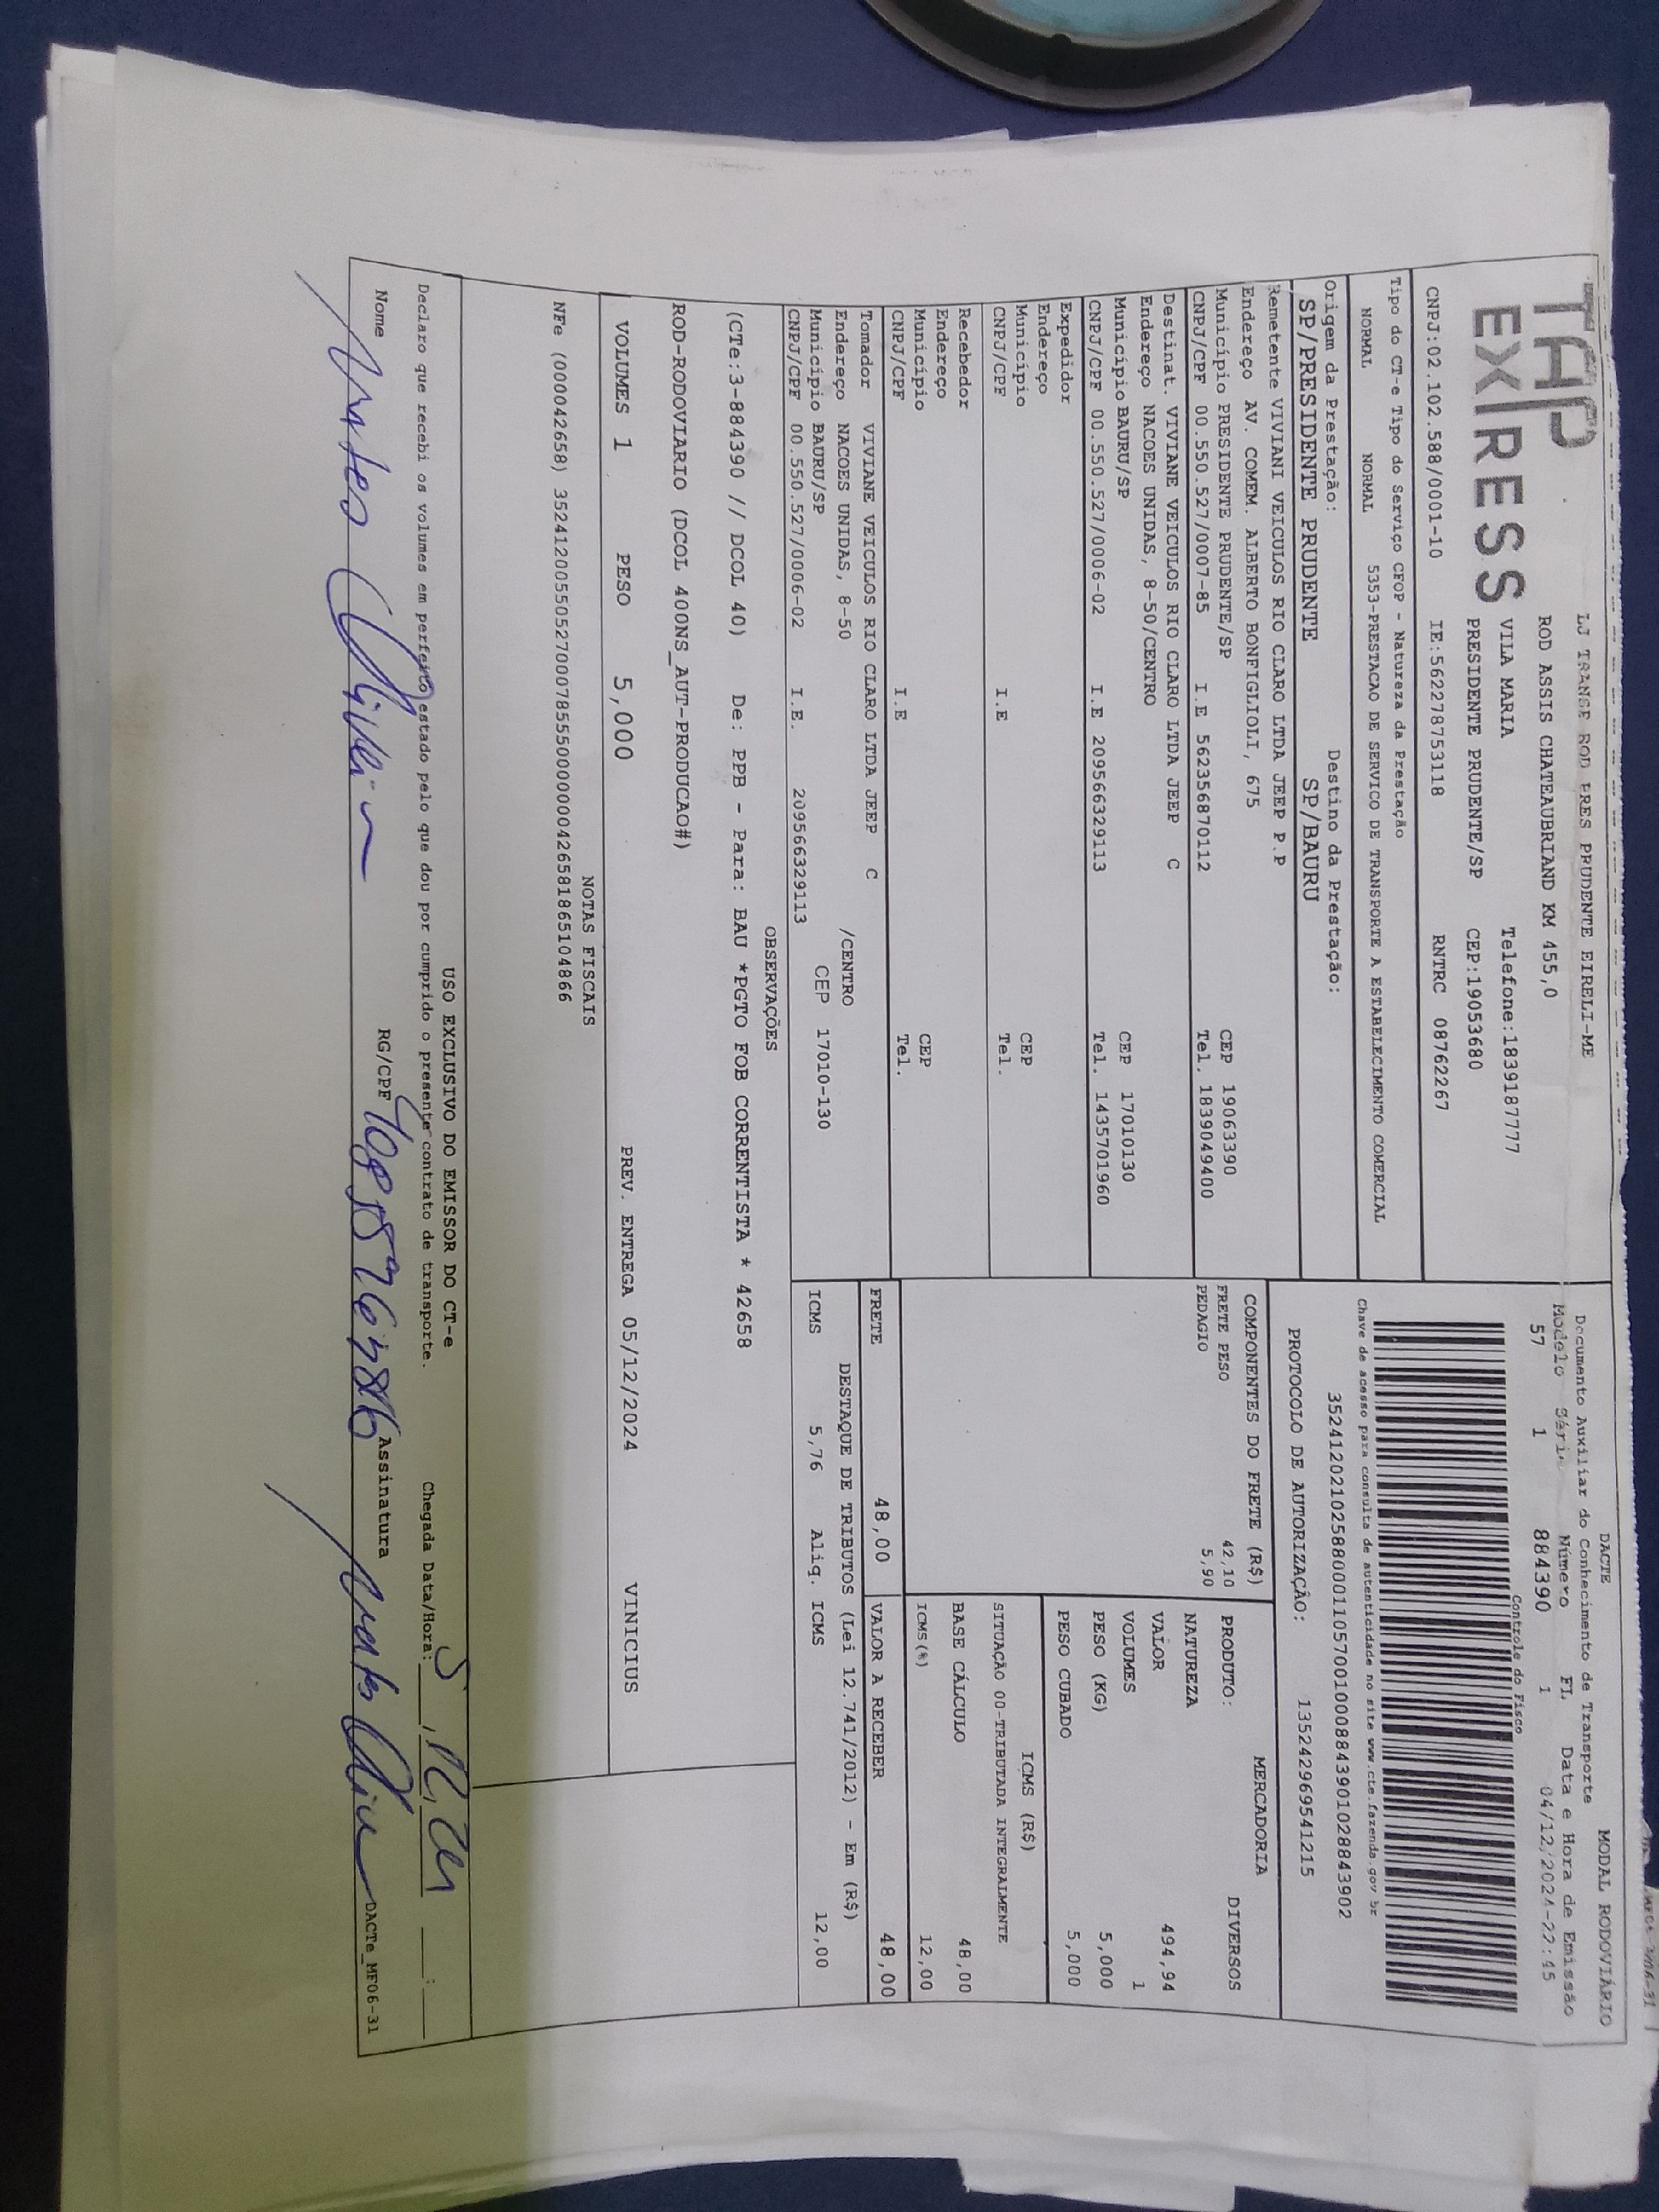 TAP
EXPRESS
LJ TRANSP ROD PRES PRUDENTE EIRELI-ME
ROD ASSIS CHATEAUBRIAND KM 455,0
VILA MARIA Telefone:1839187777
PRESIDENTE PRUDENTE/SP CEP:19053680
CNPJ:02.102.588/0001-10 IE:562278753118 RNTRC 08762267
Tipo do CT-e Tipo do Serviço CFOP - Natureza da Prestação
NORMAL NORMAL 5353-PRESTACAO DE SERVICO DE TRANSPORTE A ESTABELECIMENTO COMERCIAL
Origem da Prestação: Destino da Prestação:
SP/PRESIDENTE PRUDENTE SP/BAURU
Remetente VIVIANI VEICULOS RIO CLARO LTDA JEEP P.P
Endereço AV. COMEM. ALBERTO BONFIGLIOLI, 675
Município PRESIDENTE PRUDENTE/SP CEP 19063390
CNPJ/CPF 00.550.527/0007-85 I.E 562356870112 Tel. 1839049400
Destinat. VIVIANE VEICULOS RIO CLARO LTDA JEEP C
Endereço NACOES UNIDAS, 8-50/CENTRO
Município BAURU/SP CEP 17010130
CNPJ/CPF 00.550.527/0006-02 I.E 209566329113 Tel. 1435701960
Expedidor
Endereço
Município CEP
CNPJ/CPF I.E Tel.
Recebedor
Endereço
Município CEP
CNPJ/CPF I.E Tel.
Tomador VIVIANE VEICULOS RIO CLARO LTDA JEEP C
Endereço NACOES UNIDAS, 8-50 /CENTRO
Município BAURU/SP CEP 17010-130
CNPJ/CPF 00.550.527/0006-02 I.E. 209566329113
DACTE MODAL RODOVIÁRIO
Documento Auxiliar do Conhecimento de Transporte
Modelo Série Número FL Data e Hora de Emissão
57 1 884390 1 04/12/2024-22:45
Controle do Fisco
Chave de acesso para consulta de autenticidade no site www.cte.fazenda.gov.br
35241202102588000110570010008843901028843902
PROTOCOLO DE AUTORIZAÇÃO: 135242969541215
COMPONENTES DO FRETE (R$)
FRETE PESO 42,10
PEDAGIO 5,90
MERCADORIA
PRODUTO: DIVERSOS
NATUREZA
VALOR 494,94
VOLUMES 1
PESO (KG) 5,000
PESO CUBADO 5,000
ICMS (R$)
SITUAÇÃO 00-TRIBUTADA INTEGRALMENTE
BASE CÁLCULO 48,00
ICMS(%) 12,00
FRETE 48,00 VALOR A RECEBER 48,00
DESTAQUE DE TRIBUTOS (Lei 12.741/2012) - Em (R$)
ICMS 5,76 Aliq. ICMS 12,00
OBSERVAÇÕES
(CTe:3-884390 // DCOL 40) De: PPB - Para: BAU *PGTO FOB CORRENTISTA * 42658
ROD-RODOVIARIO (DCOL 400NS_AUT-PRODUCAO#)
VOLUMES 1 PESO 5,000 PREV. ENTREGA 05/12/2024 VINICIUS
NOTAS FISCAIS
NFe (000042658) 35241200550527000785550000000426581865104866
USO EXCLUSIVO DO EMISSOR DO CT-e
Declaro que recebi os volumes em perfeito estado pelo que dou por cumprido o presente contrato de transporte. Chegada Data/Hora:
Nome RG/CPF Assinatura DACTe_MF06-31